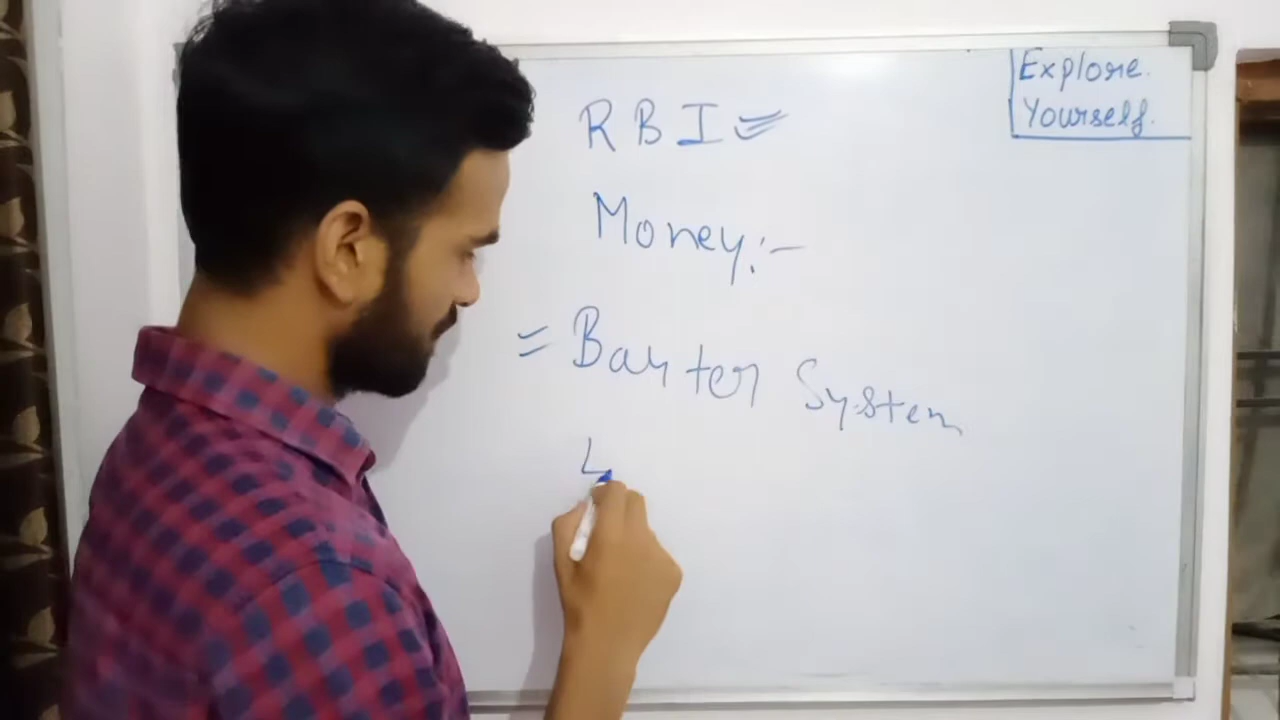 RBI =
Money :-
= Barter System
Explore.
Yourself.